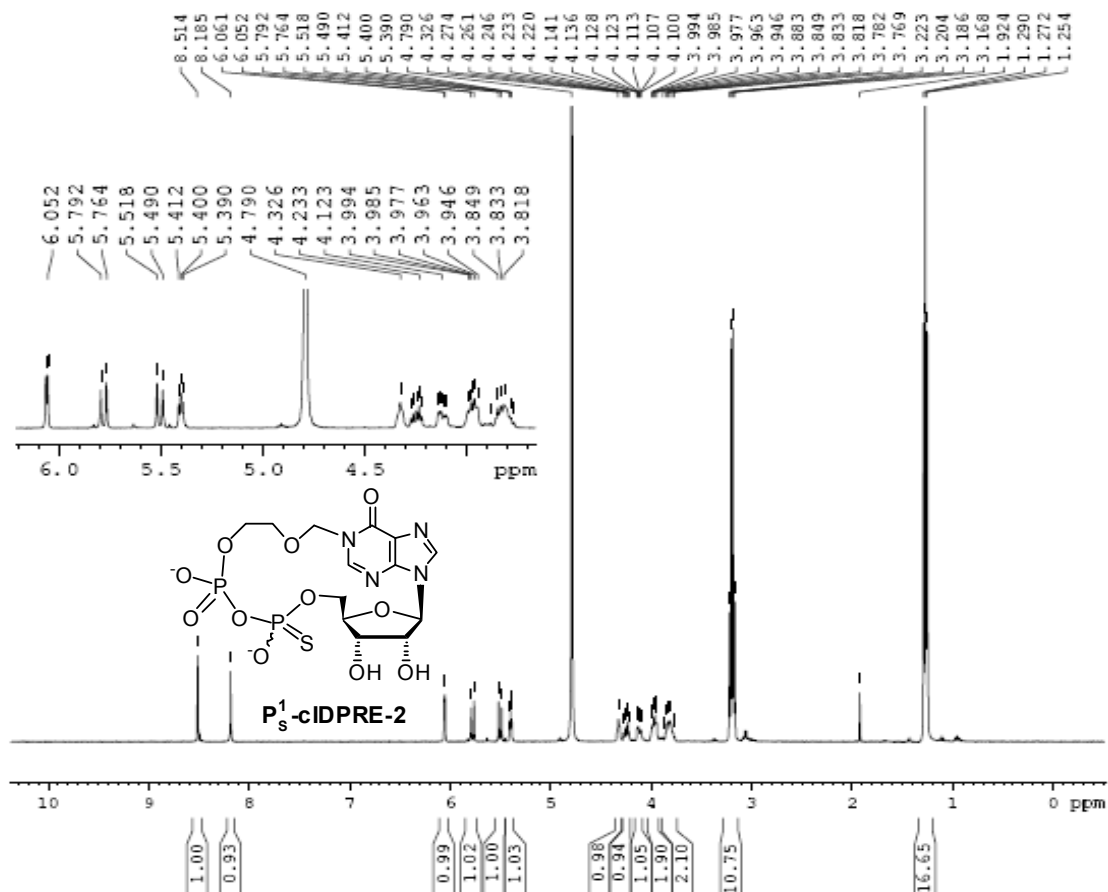 8.514 8.185 6.061 6.052 5.792 5.764 5.518 5.490 5.412 5.400 5.390 4.790 4.326 4.274 4.261 4.246 4.233 4.220 4.141 4.136 4.128 4.123 4.113 4.107 4.100 3.994 3.985 3.977 3.963 3.946 3.883 3.849 3.833 3.818 3.782 3.769 3.223 3.204 3.186 3.168 1.924 1.290 1.272 1.254
6.052 5.792 5.764 5.518 5.490 5.412 5.400 5.390 4.790 4.326 4.233 4.123 3.994 3.985 3.977 3.963 3.946 3.849 3.833 3.818
6.0 5.5 5.0 4.5 ppm
O
O O N N
-O P N N
O O P O O
-O S
OH OH
P¹s-cIDPRE-2
10 9 8 7 6 5 4 3 2 1 0 ppm
1.00 0.93 0.99 1.02 1.00 1.03 0.98 0.94 1.05 1.90 2.10 10.75 16.65